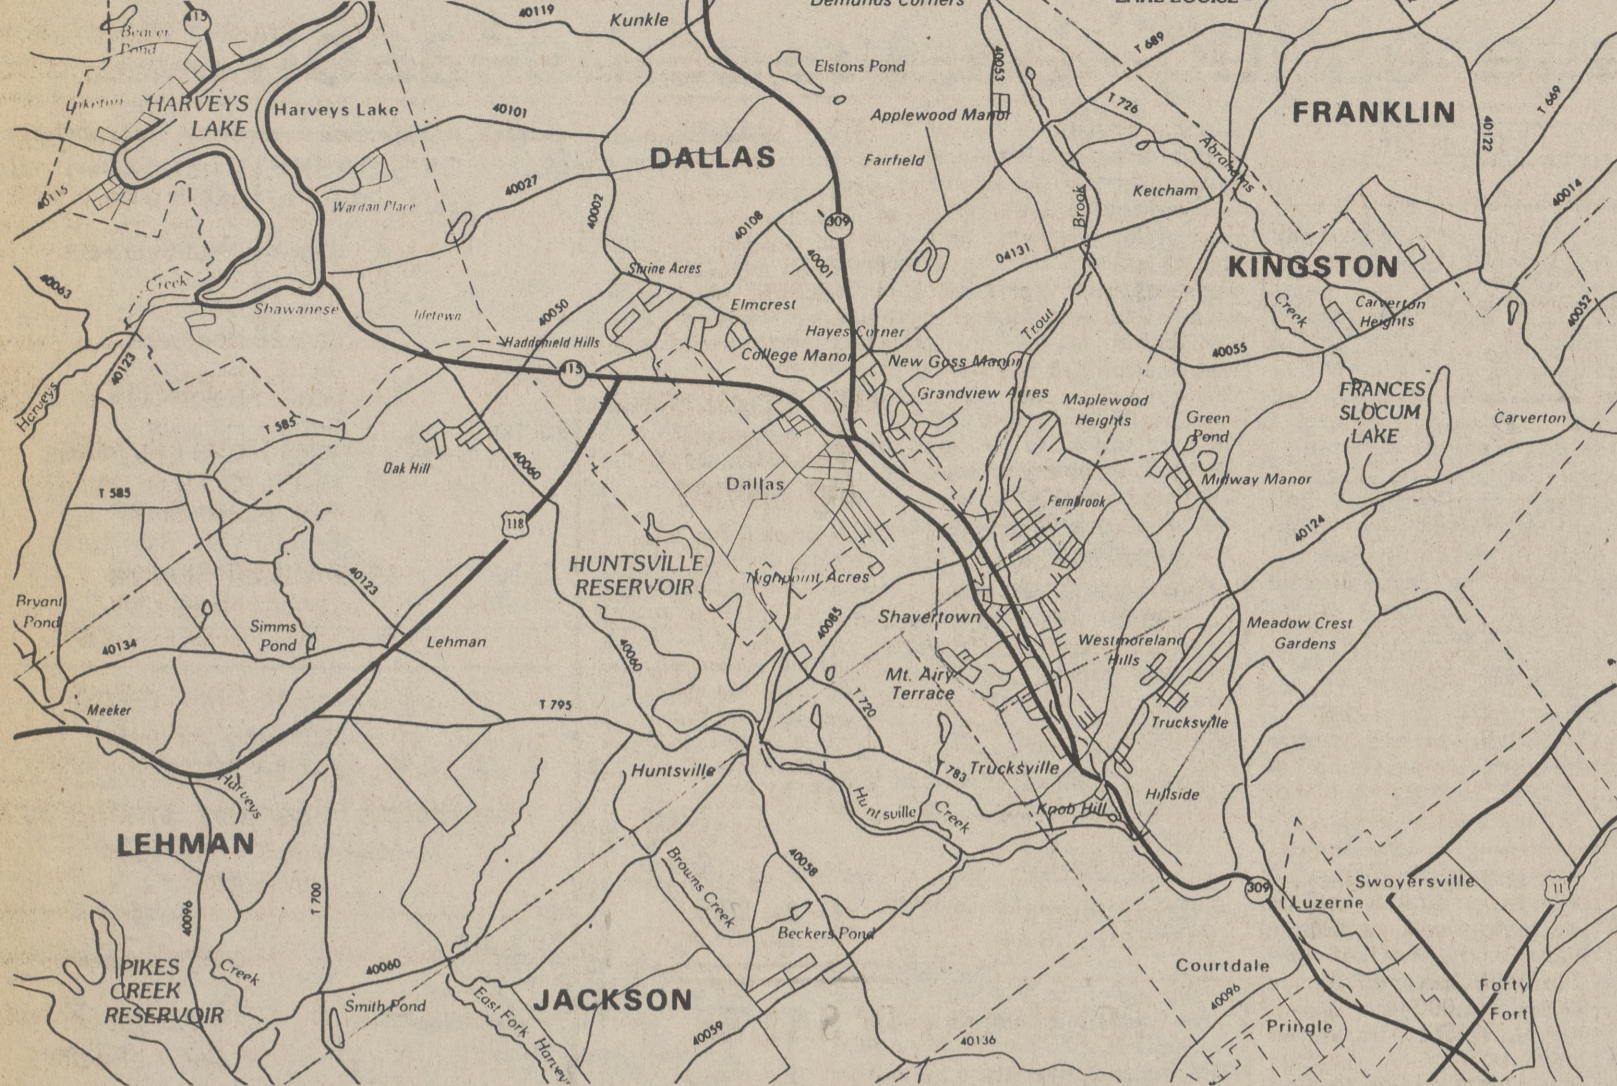 40119
Kunkle
Demunds Corners
LAKE LOUISE
415
Beaver
Pond
T 689
40053
Elstons Pond
HARVEYS
LAKE
Harveys Lake
40101
Applewood Manor
T 726
FRANKLIN
T 669
40122
DALLAS
Fairfield
Abrahams
40115
40027
Wardan Place
40002
Ketcham
40014
Brook
40108
309
40001
04131
KINGSTON
40063
Creek
Shrine Acres
Shawanese
Idetown
40050
Elmcrest
Creek
Carverton
Heights
40052
Haddonfield Hills
Hayes Corner
Trout
College Manor
New Goss Manor
40055
40123
415
Harveys
Grandview Acres
Maplewood
Heights
FRANCES
SLOCUM
LAKE
Green
Pond
Carverton
T 585
Oak Hill
40060
Dallas
Midway Manor
T 585
Fernbrook
118
40124
HUNTSVILLE
RESERVOIR
Highpoint Acres
40123
Bryant
Pond
Simms
Pond
40085
Shavertown
Meadow Crest
Gardens
40134
Lehman
40060
Westmoreland
Hills
Mt. Airy
Terrace
Meeker
T 795
T 720
Trucksville
Huntsville
T 783
Trucksville
Harveys
Huntsville
Creek
Knob Hill
Hillside
LEHMAN
40058
Browns Creek
Swoyersville
309
11
Luzerne
T 700
40096
Beckers Pond
PIKES
CREEK
RESERVOIR
Creek
40060
Courtdale
Smith Pond
East Fork Harveys
JACKSON
40096
Forty
Fort
40059
Pringle
40136